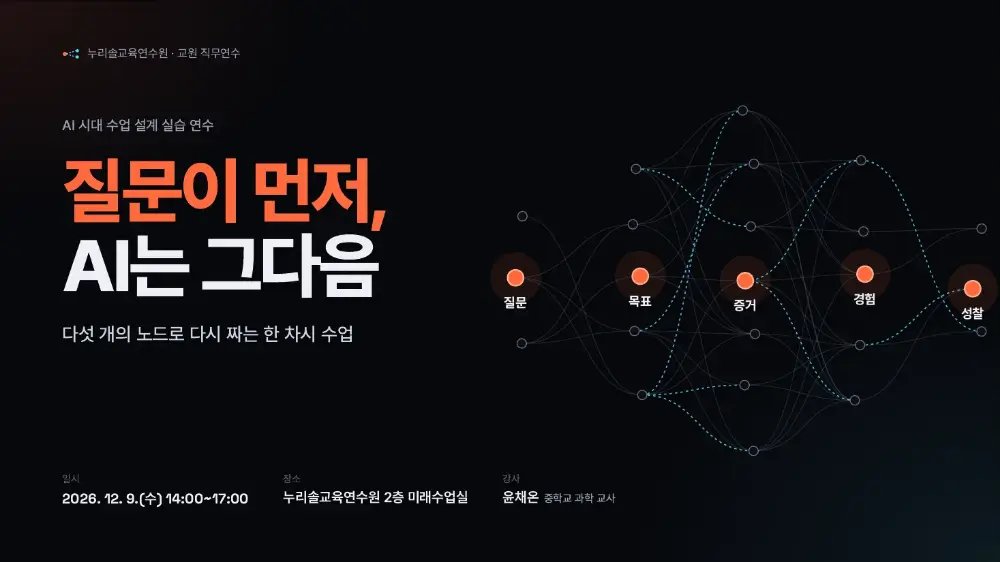 누리솔교육연수원 · 교원 직무연수
AI 시대 수업 설계 실습 연수
질문이 먼저,
AI는 그다음
다섯 개의 노드로 다시 짜는 한 차시 수업
질문
목표
증거
경험
성찰
일시
2026. 12. 9.(수) 14:00~17:00
장소
누리솔교육연수원 2층 미래수업실
강사
윤채온 중학교 과학 교사